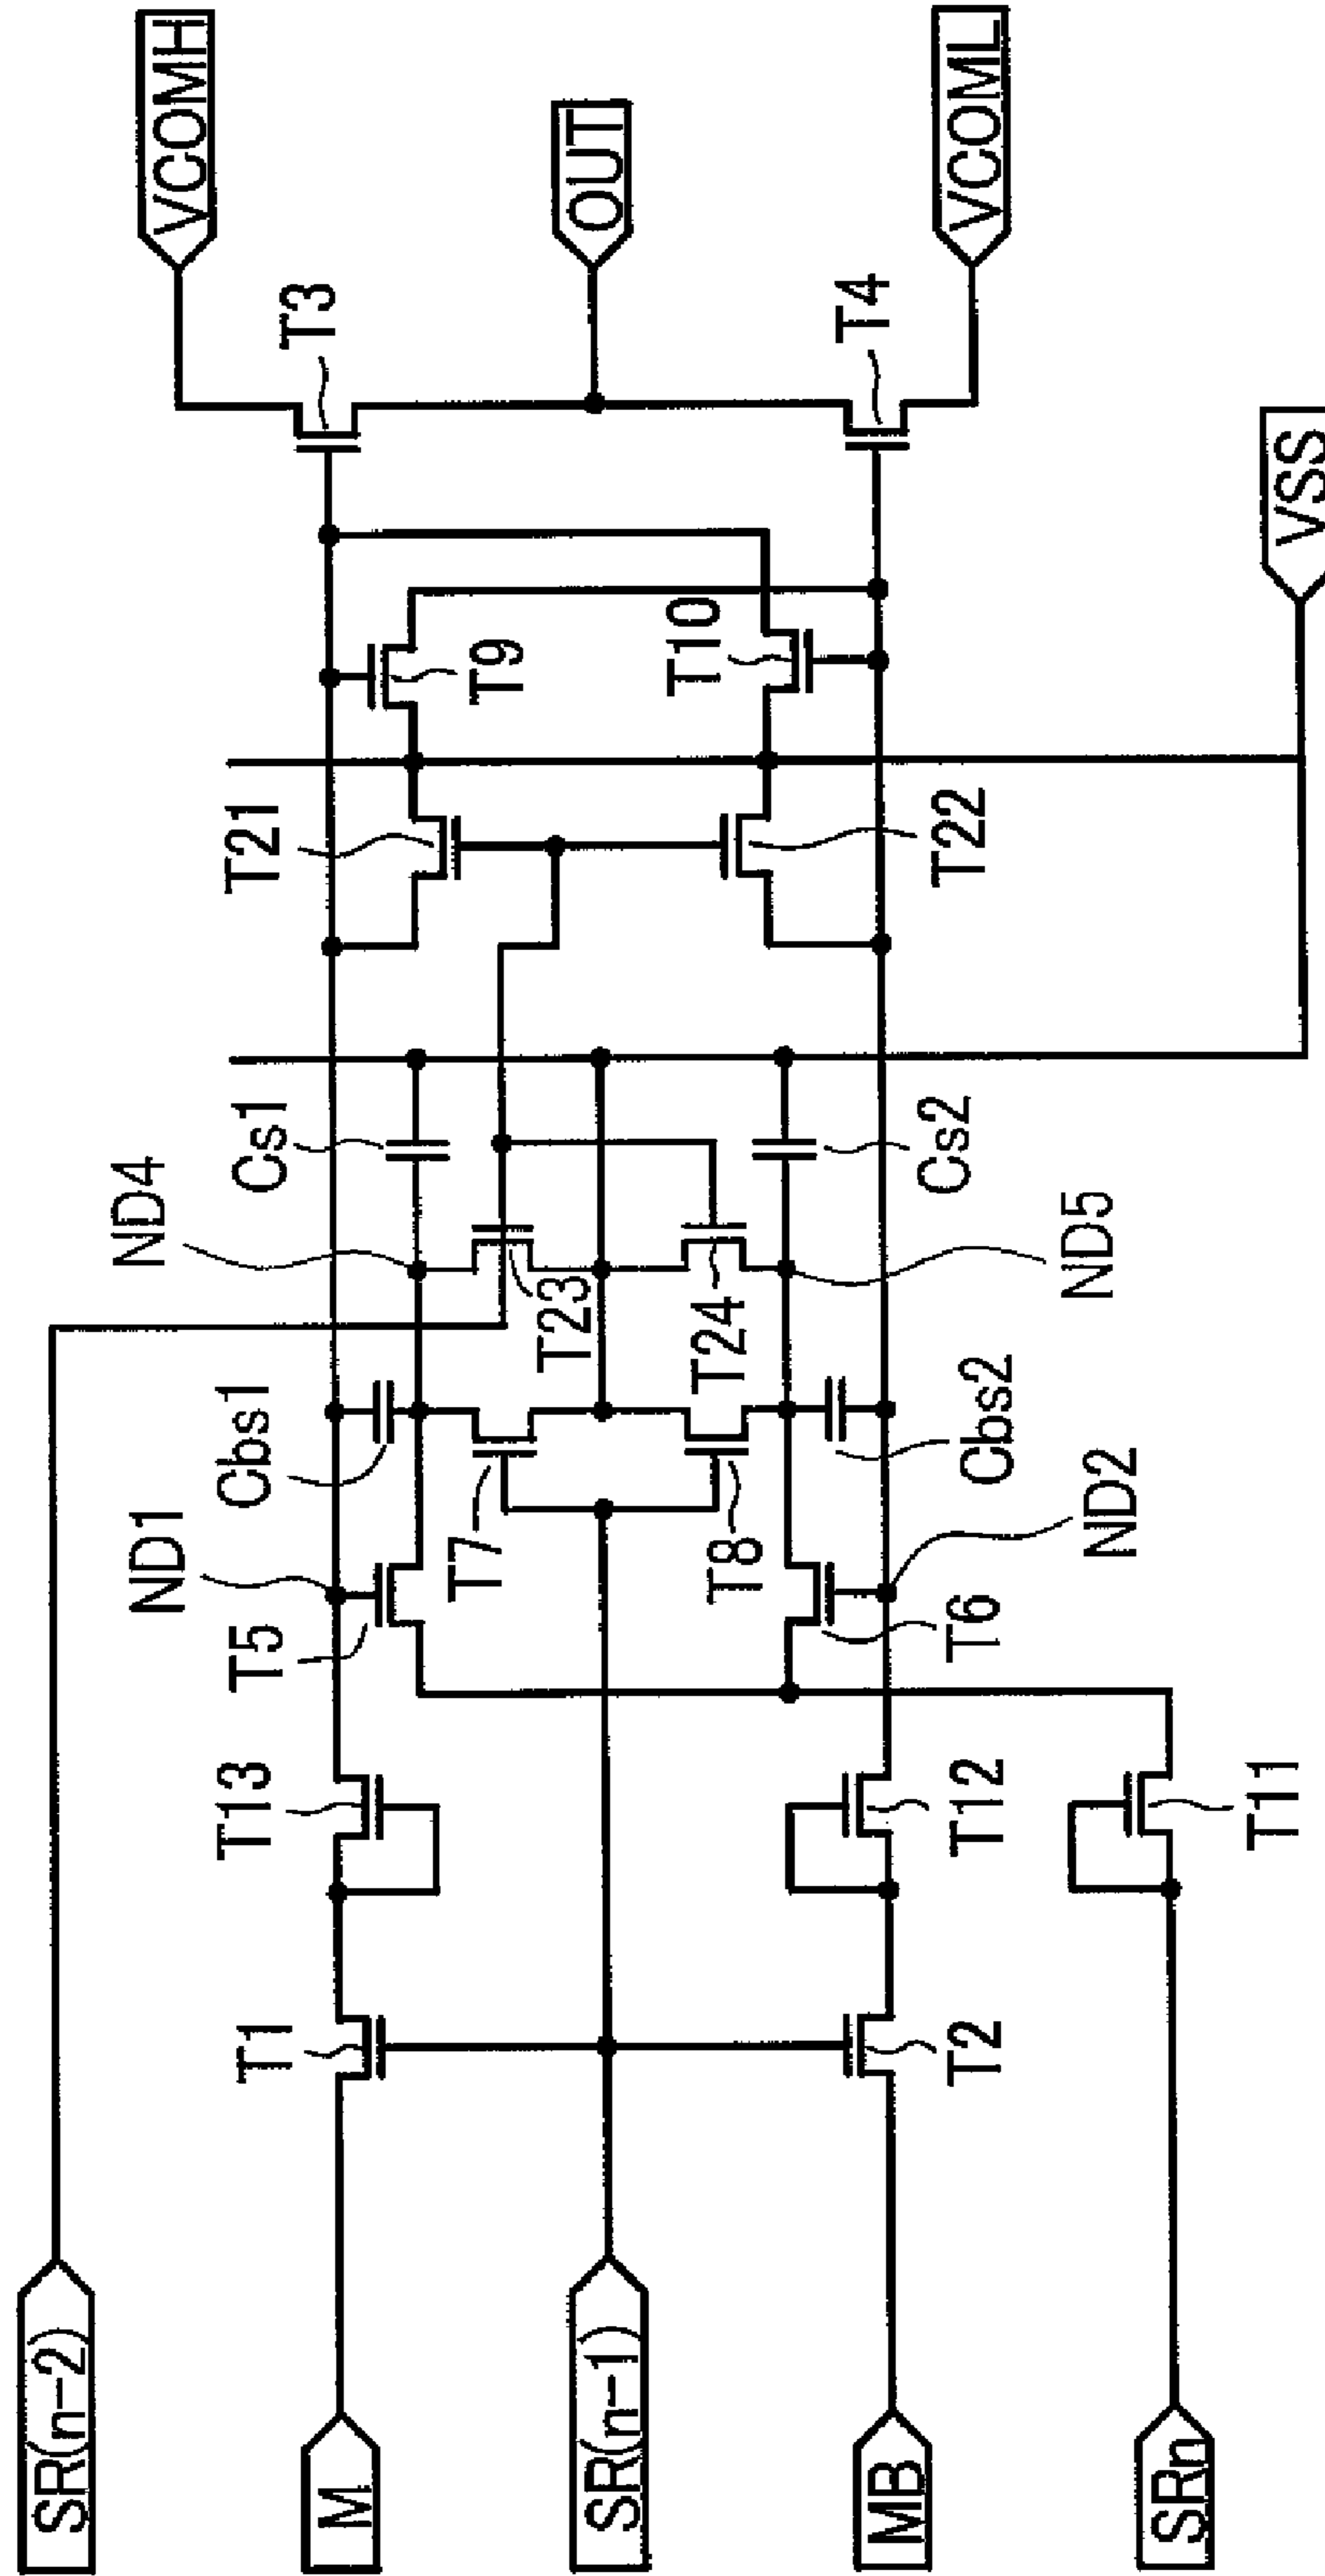 VCOMH
OUT
VCOML
T3
T4
VSS
T9
T10
T21
T22
Cs1
Cs2
ND4
ND5
T23
T24
Cbs1
Cbs2
ND1
ND2
T7
T8
T5
T6
T13
T12
T11
T1
T2
SR(n-2)
M
SR(n-1)
MB
SRn